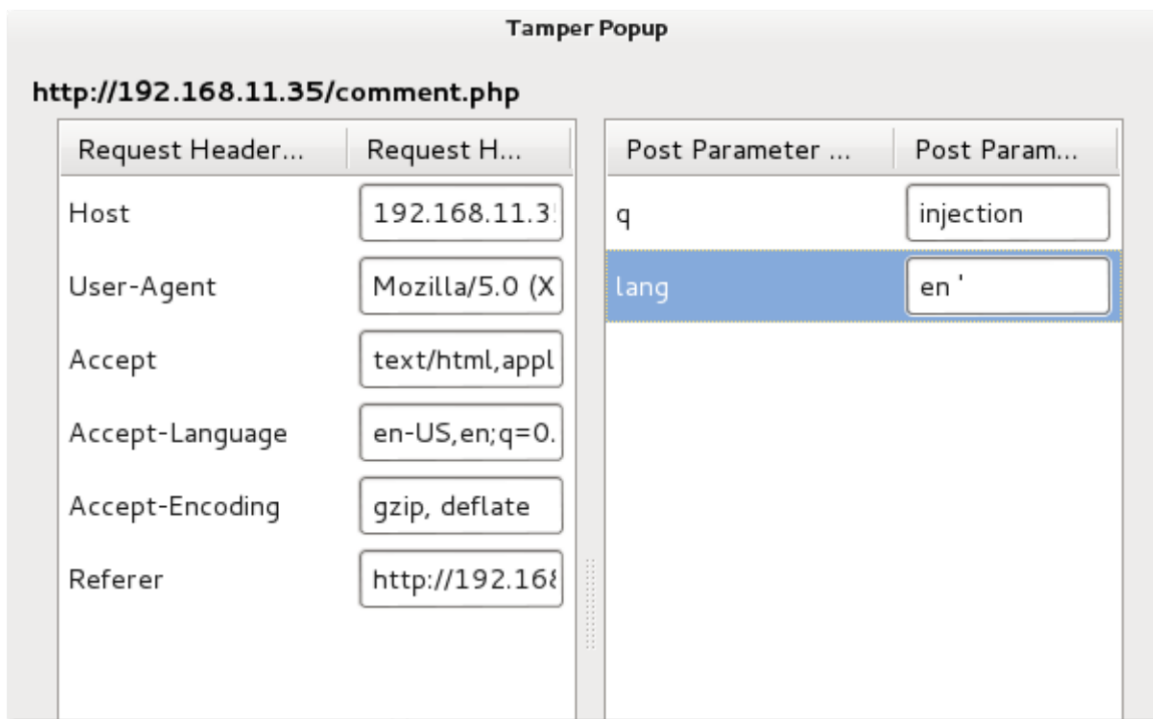 Tamper Popup
http://192.168.11.35/comment.php
Request Header... Request H...
Host 192.168.11.3
User-Agent Mozilla/5.0 (X
Accept text/html,appl
Accept-Language en-US,en;q=0.
Accept-Encoding gzip, deflate
Referer http://192.168
Post Parameter ... Post Param...
q injection
lang en '